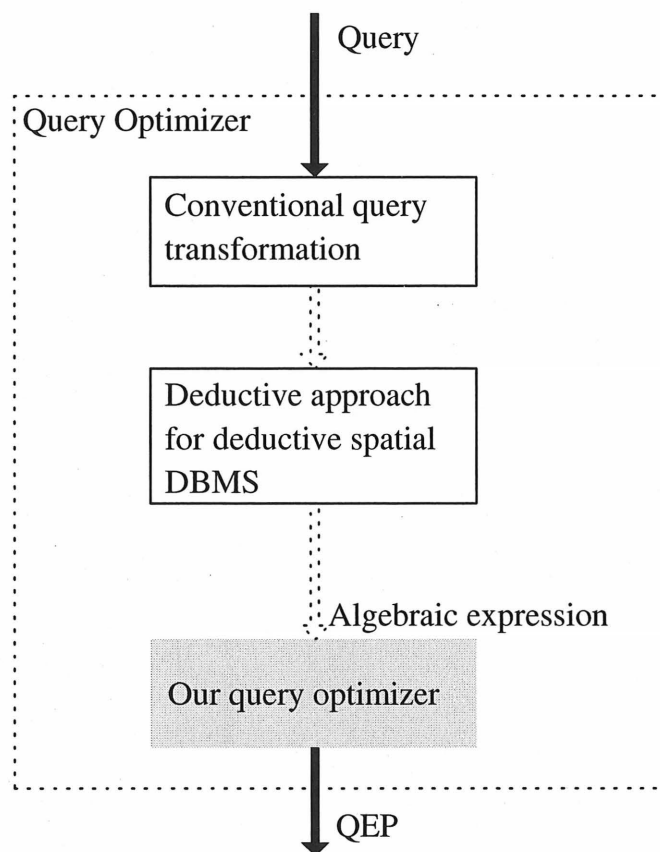 Query
Query Optimizer
Conventional query
transformation
Deductive approach
for deductive spatial
DBMS
Algebraic expression
Our query optimizer
QEP